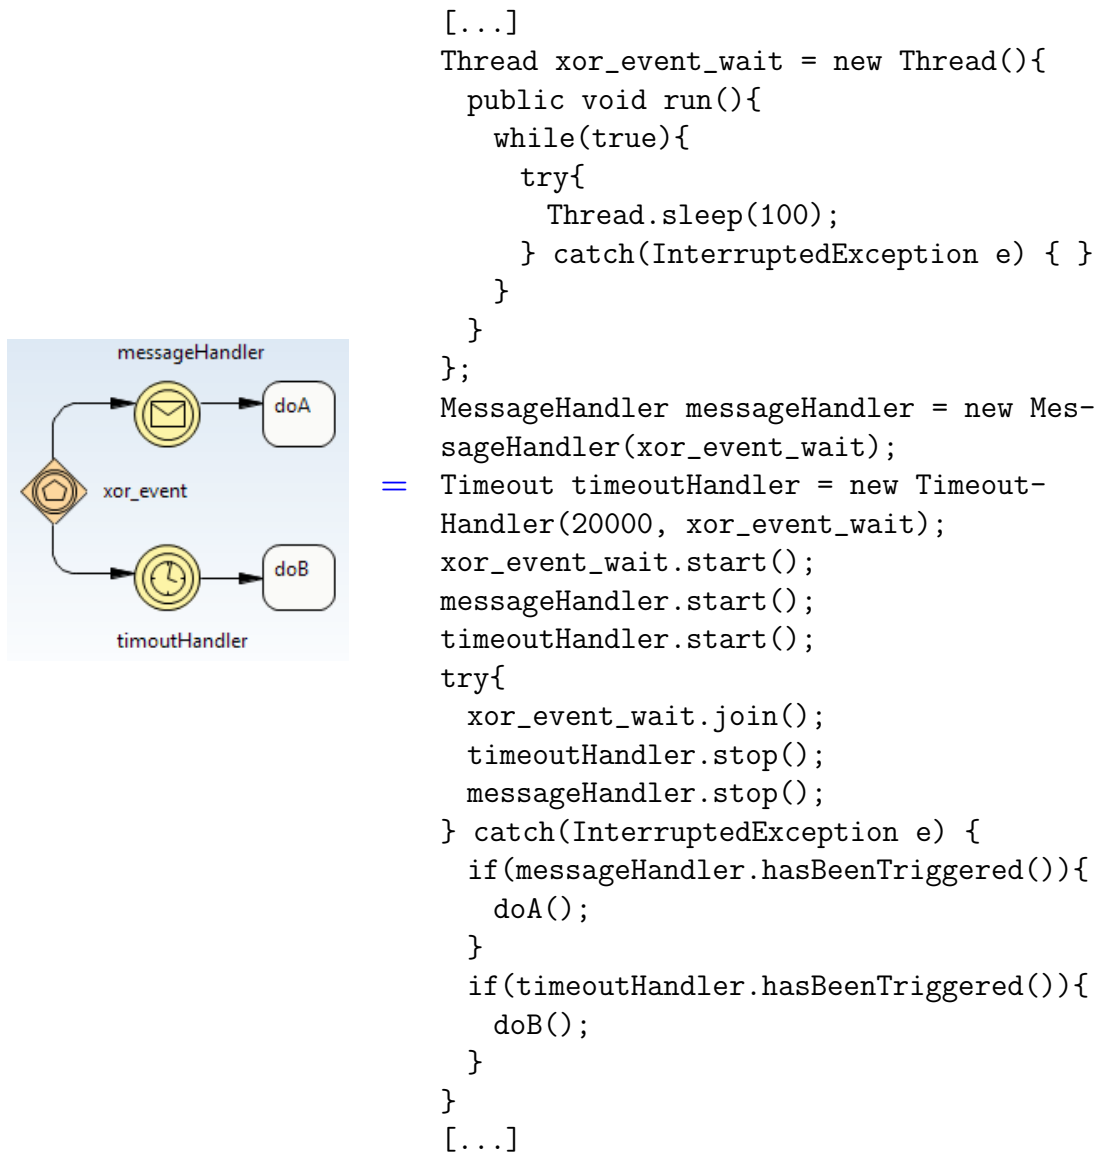 messageHandler
doA
xor_event
doB
timoutHandler
=
[...]
Thread xor_event_wait = new Thread(){
  public void run(){
    while(true){
      try{
        Thread.sleep(100);
      } catch(InterruptedException e) { }
    }
  }
};
MessageHandler messageHandler = new Mes-
sageHandler(xor_event_wait);
Timeout timeoutHandler = new Timeout-
Handler(20000, xor_event_wait);
xor_event_wait.start();
messageHandler.start();
timeoutHandler.start();
try{
  xor_event_wait.join();
  timeoutHandler.stop();
  messageHandler.stop();
} catch(InterruptedException e) {
  if(messageHandler.hasBeenTriggered()){
    doA();
  }
  if(timeoutHandler.hasBeenTriggered()){
    doB();
  }
}
[...]